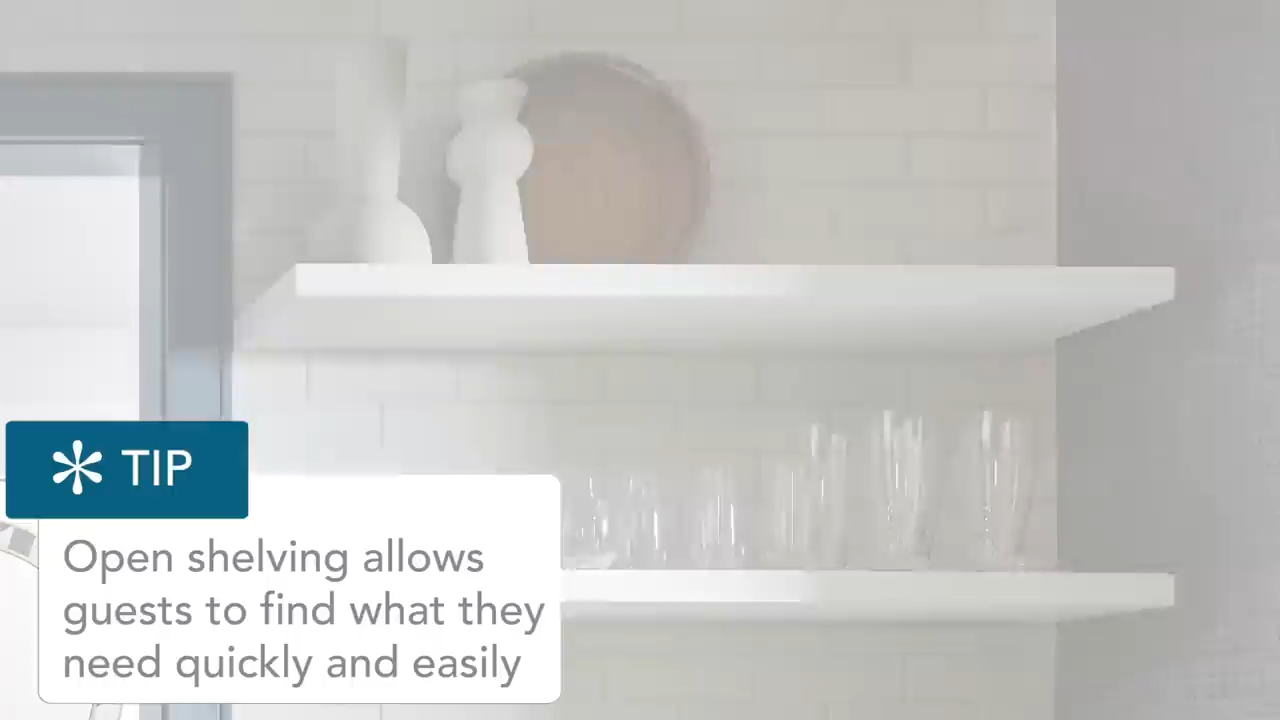 TIP
Open shelving allows
guests to find what they
need quickly and easily